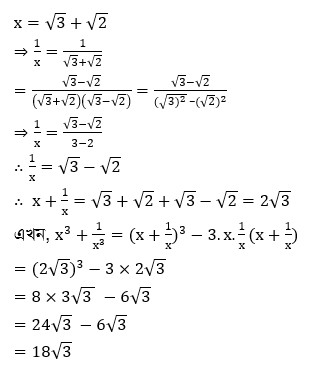 x = √3 + √2
⇒ 1/x = 1/(√3+√2)
= (√3−√2)/((√3+√2)(√3−√2)) = (√3−√2)/((√3)²−(√2)²)
⇒ 1/x = (√3−√2)/(3−2)
∴ 1/x = √3 − √2
∴ x + 1/x = √3 + √2 + √3 − √2 = 2√3
এখন, x³ + 1/x³ = (x + 1/x)³ − 3.x.1/x (x + 1/x)
= (2√3)³ − 3 × 2√3
= 8 × 3√3 − 6√3
= 24√3 − 6√3
= 18√3